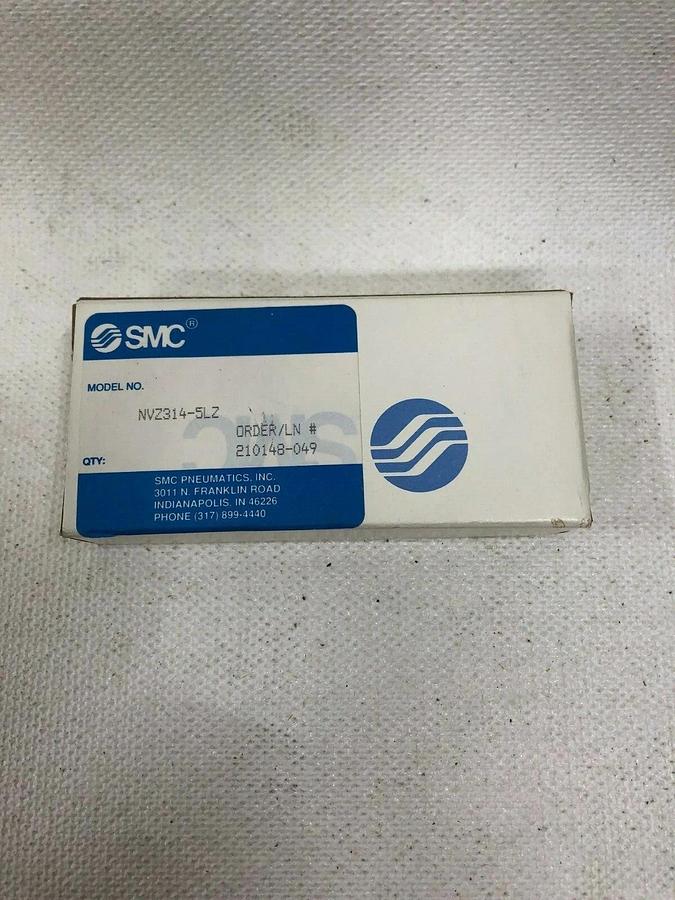 SMC®
MODEL NO.
NVZ314-5LZ
ORDER/LN #
210148-049
QTY:
SMC
SMC PNEUMATICS, INC.
3011 N. FRANKLIN ROAD
INDIANAPOLIS, IN 46226
PHONE (317) 899-4440